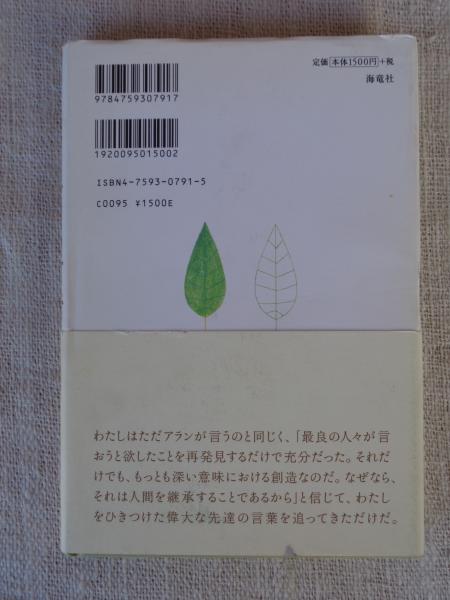 9784759307917
定価 本体1500円 +税
海竜社
1920095015002
ISBN4-7593-0791-5
C0095 ¥1500E
わたしはただアランが言うのと同じく、「最良の人々が言
おうと欲したことを再発見するだけで充分だった。それだ
けでも、もっとも深い意味における創造なのだ。なぜなら、
それは人間を継承することであるから」と信じて、わたし
をひきつけた偉大な先達の言葉を追ってきただけだ。